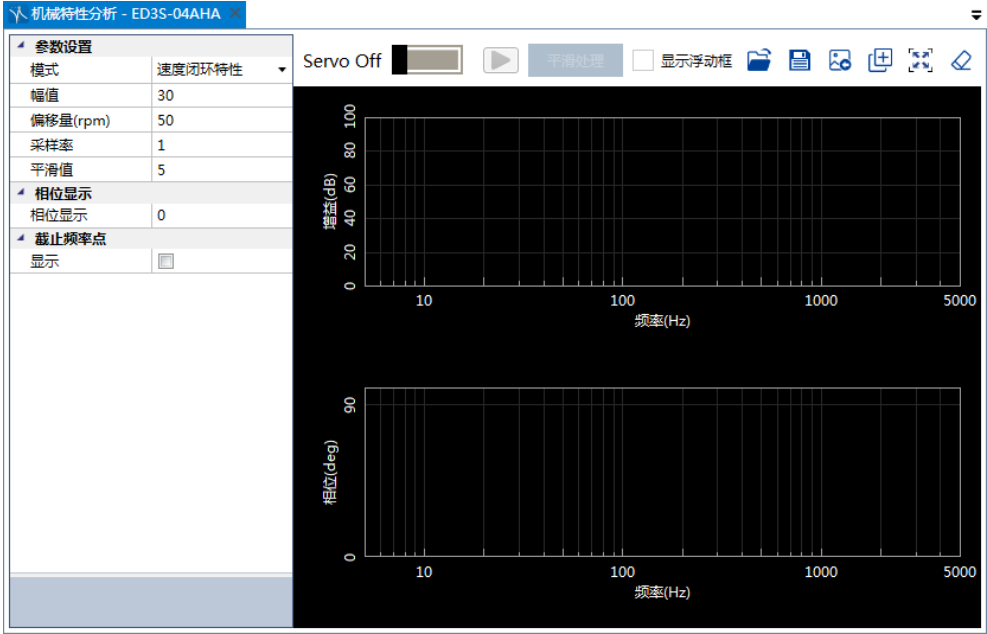 机械特性分析 - ED3S-04AHA
参数设置
模式 速度闭环特性
幅值 30
偏移量(rpm) 50
采样率 1
平滑值 5
相位显示
相位显示 0
截止频率点
显示
Servo Off 平滑处理 显示浮动框
增益(dB)
100
80
60
40
20
0
10 100 1000 5000
频率(Hz)
相位(deg)
90
0
10 100 1000 5000
频率(Hz)